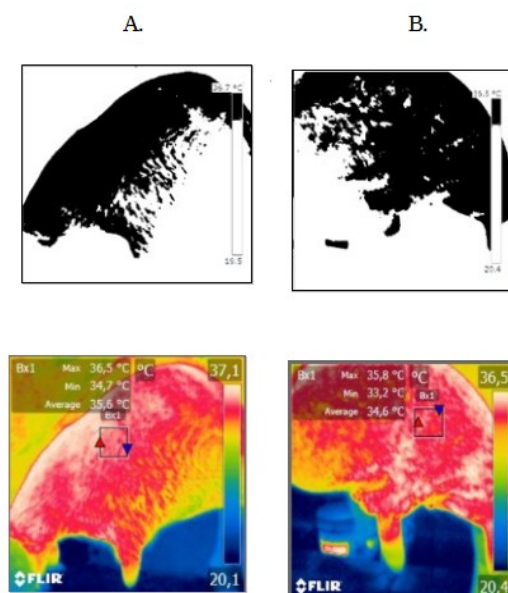 A.
B.
36.7 °C
19.5
36.5 °C
20.4
Bx1 Max 36,5 °C °C 37,1
Min 34,7 °C
Average 35,6 °C
Bx1
20,1
FLIR
Bx1 Max 35,8 °C °C 36,5
Min 33,2 °C
Average 34,6 °C
Bx1
20,4
FLIR